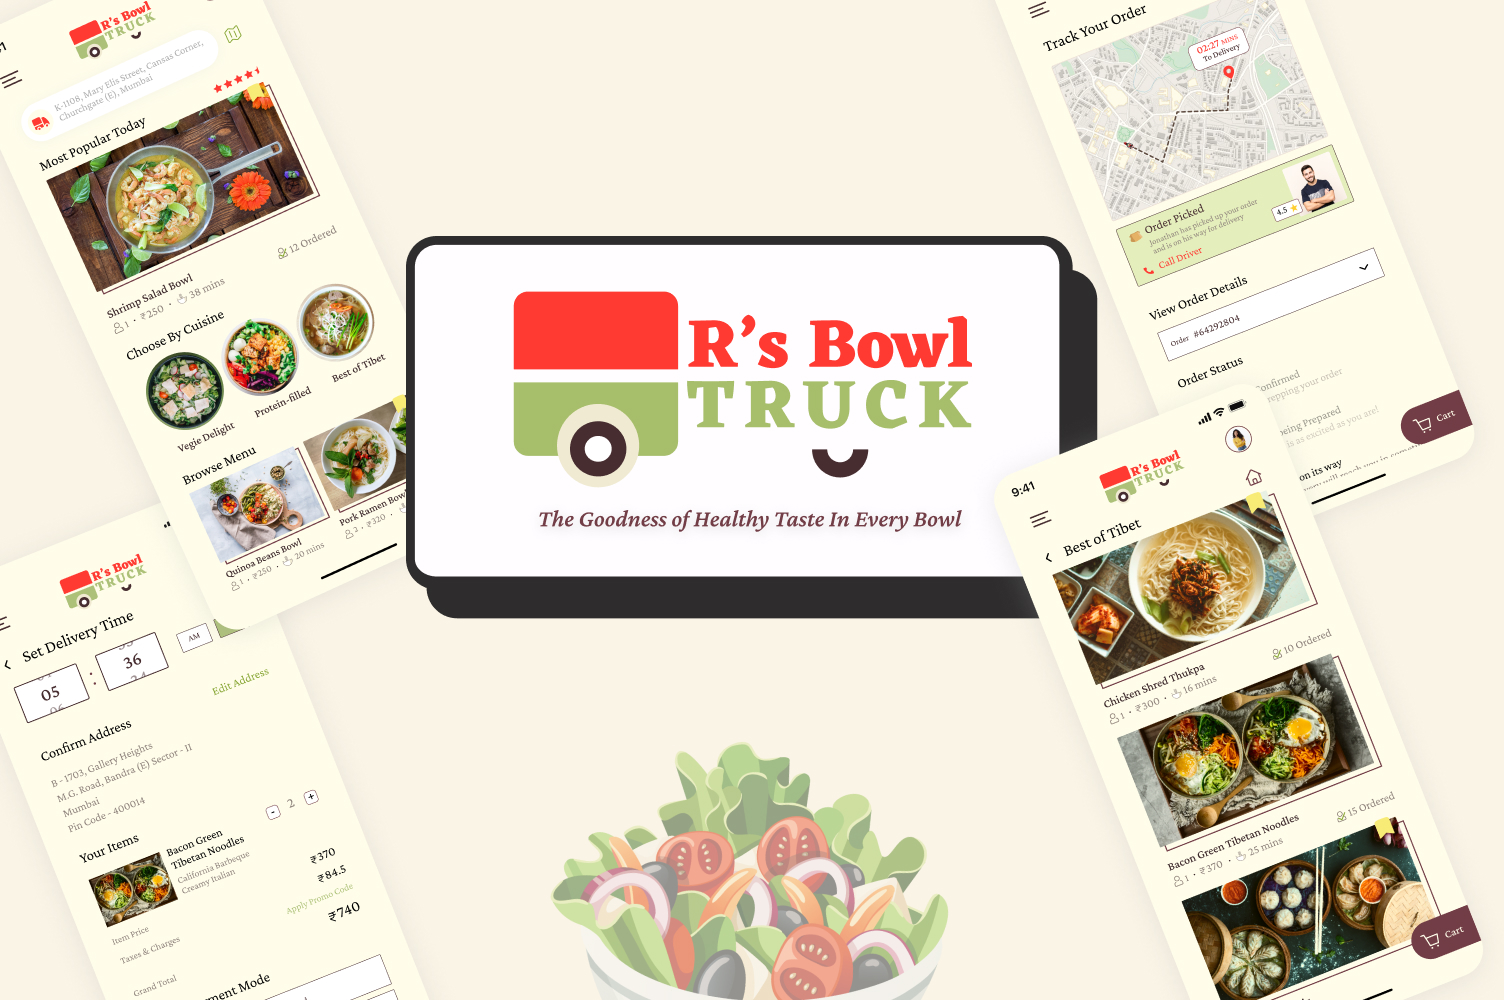 R's Bowl
TRUCK
K-1108, Mary Elis Street, Cansas Corner,
Churchgate (E), Mumbai
Most Popular Today
12 Ordered
Shrimp Salad Bowl
1 · ₹250 · 38 mins
Choose By Cuisine
Vegie Delight
Protein-filled
Best of Tibet
Browse Menu
Quinoa Beans Bowl
1 · ₹250 · 20 mins
Pork Ramen Bowl
₹320
R's Bowl
TRUCK
The Goodness of Healthy Taste In Every Bowl
Track Your Order
02:27 MINS
To Delivery
Order Picked
Jonathan has picked up your order
and is on his way for delivery
4.5
Call Driver
View Order Details
Order #64292804
Order Status
Confirmed
being Prepared
is as excited as you are!
on its way
Cart
R's Bowl
TRUCK
Set Delivery Time
05
:
36
AM
Edit Address
Confirm Address
B - 1703, Gallery Heights
M.G. Road, Bandra (E) Sector - II
Mumbai
Pin Code - 400014
Your Items
Bacon Green
Tibetan Noodles
California Barbeque
Creamy Italian
- 2 +
Item Price ₹370
Taxes & Charges ₹84.5
Apply Promo Code
Grand Total ₹740
Mode
9:41
R's Bowl
TRUCK
Best of Tibet
10 Ordered
Chicken Shred Thukpa
1 · ₹300 · 16 mins
15 Ordered
Bacon Green Tibetan Noodles
1 · ₹370 · 25 mins
Cart